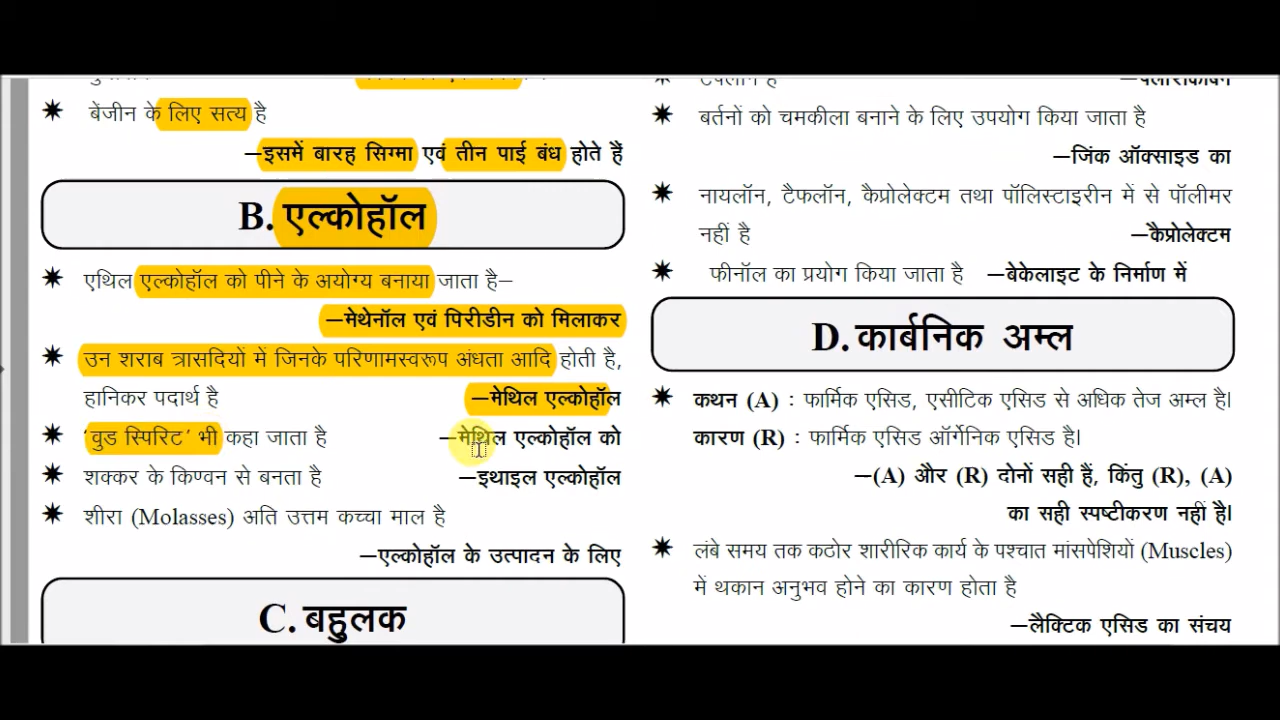 बेंजीन के लिए सत्य है
–इसमें बारह सिग्मा एवं तीन पाई बंध होते हैं
B. एल्कोहॉल
एथिल एल्कोहॉल को पीने के अयोग्य बनाया जाता है–
–मेथेनॉल एवं पिरीडीन को मिलाकर
उन शराब त्रासदियों में जिनके परिणामस्वरूप अंधता आदि होती है,
हानिकर पदार्थ है –मेथिल एल्कोहॉल
'वुड स्पिरिट' भी कहा जाता है –मेथिल एल्कोहॉल को
शक्कर के किण्वन से बनता है –इथाइल एल्कोहॉल
शीरा (Molasses) अति उत्तम कच्चा माल है
–एल्कोहॉल के उत्पादन के लिए
C. बहुलक
बर्तनों को चमकीला बनाने के लिए उपयोग किया जाता है
–जिंक ऑक्साइड का
नायलॉन, टैफलॉन, कैप्रोलेक्टम तथा पॉलिस्टाइरीन में से पॉलीमर
नहीं है –कैप्रोलेक्टम
फीनॉल का प्रयोग किया जाता है –बेकेलाइट के निर्माण में
D. कार्बनिक अम्ल
कथन (A) : फार्मिक एसिड, एसीटिक एसिड से अधिक तेज अम्ल है।
कारण (R) : फार्मिक एसिड ऑर्गेनिक एसिड है।
–(A) और (R) दोनों सही हैं, किंतु (R), (A)
का सही स्पष्टीकरण नहीं है।
लंबे समय तक कठोर शारीरिक कार्य के पश्चात मांसपेशियों (Muscles)
में थकान अनुभव होने का कारण होता है
–लैक्टिक एसिड का संचय